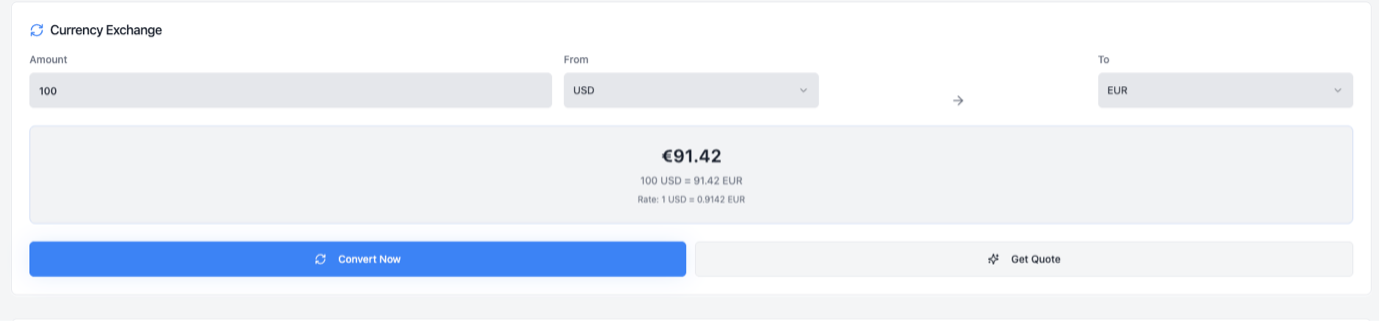 Currency Exchange
Amount
From
To
100
USD
EUR
€91.42
100 USD = 91.42 EUR
Rate: 1 USD = 0.9142 EUR
Convert Now
Get Quote